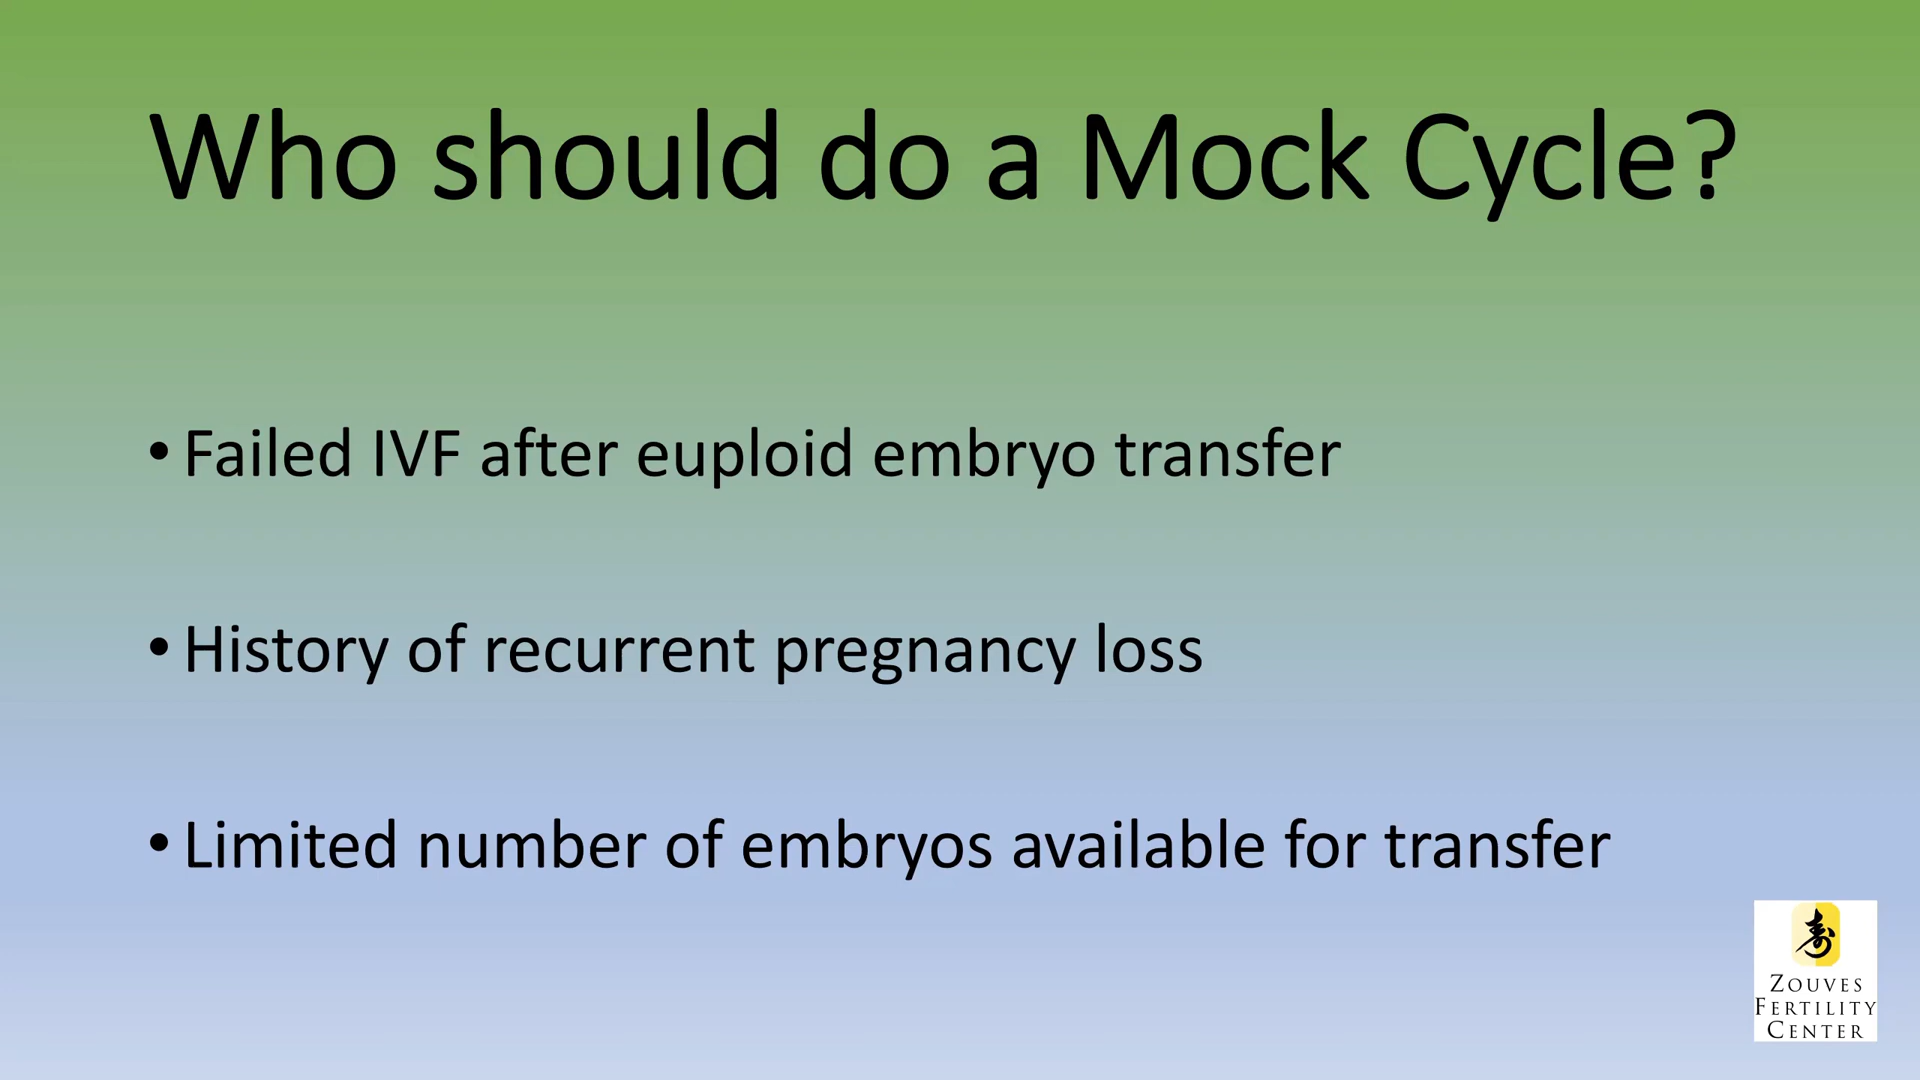 Who should do a Mock Cycle?
• Failed IVF after euploid embryo transfer
• History of recurrent pregnancy loss
• Limited number of embryos available for transfer
寿
ZOUVES
FERTILITY
CENTER